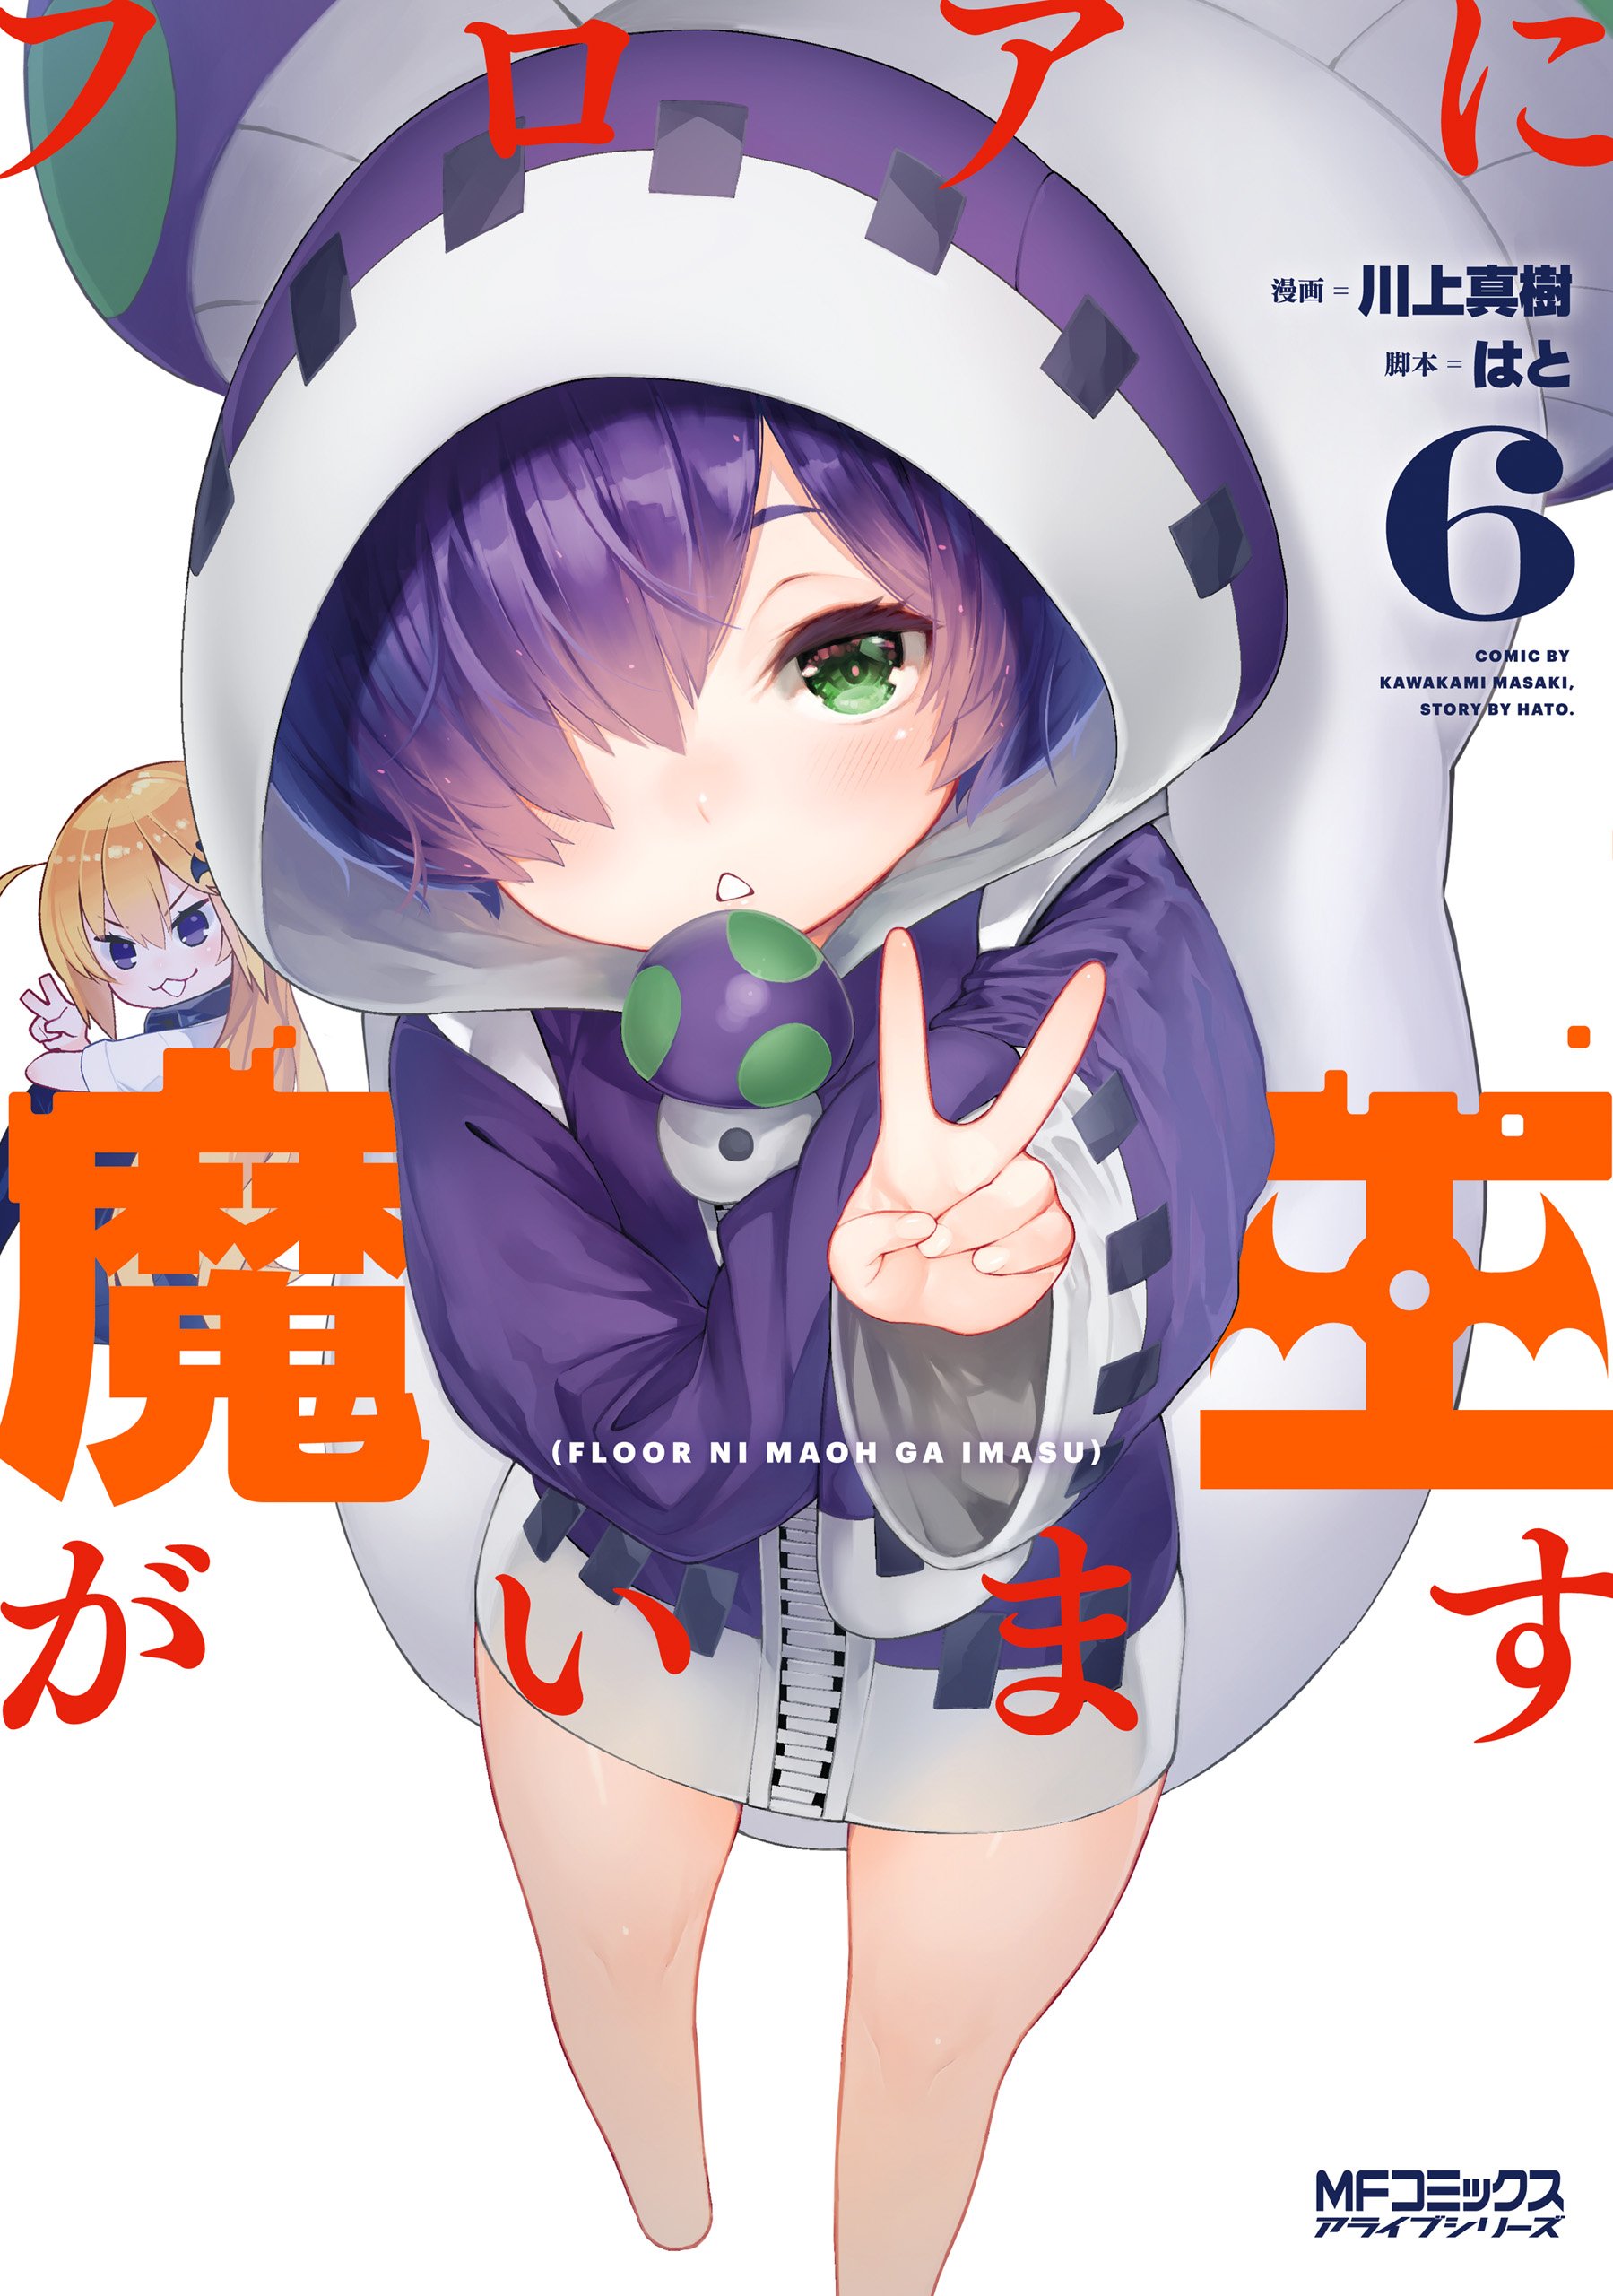 フロアに
漫画=川上真樹
脚本=はと
6
COMIC BY
KAWAKAMI MASAKI,
STORY BY HATO.
魔王
(FLOOR NI MAOH GA IMASU)
がいます
MFコミックス
アライブシリーズ